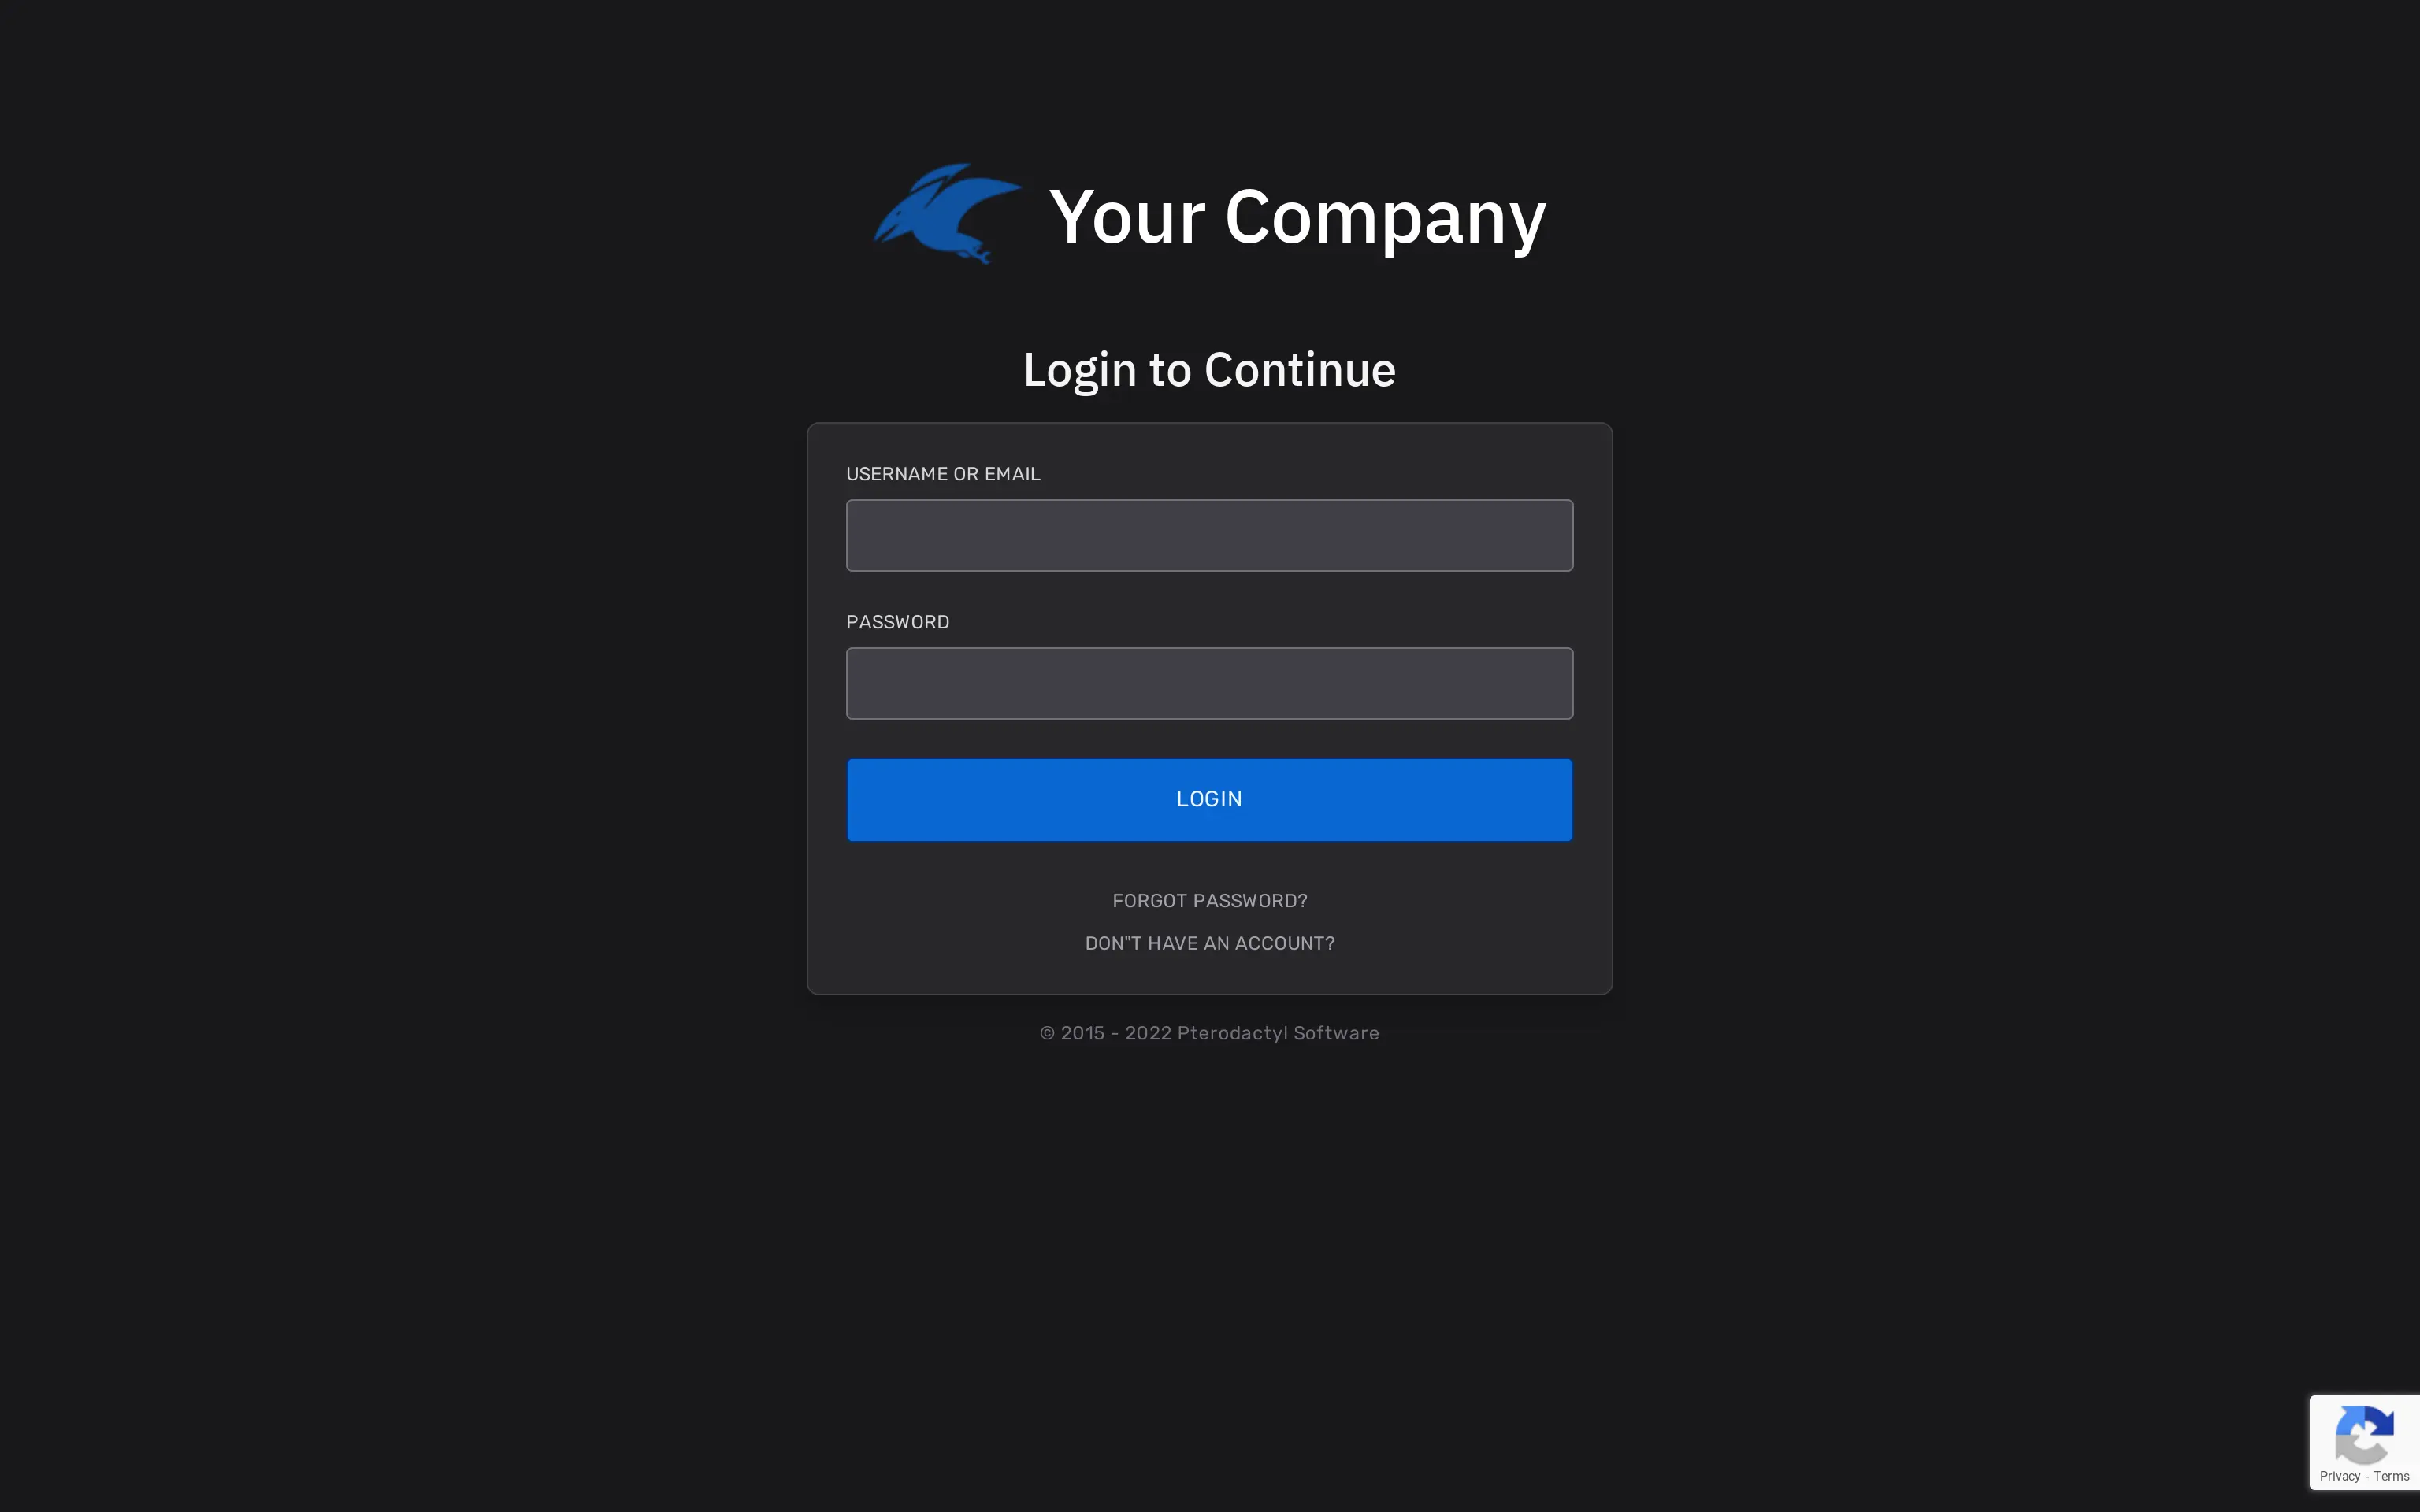 Your Company
Login to Continue
USERNAME OR EMAIL
PASSWORD
LOGIN
FORGOT PASSWORD?
DON"T HAVE AN ACCOUNT?
© 2015 - 2022 Pterodactyl Software
Privacy - Terms